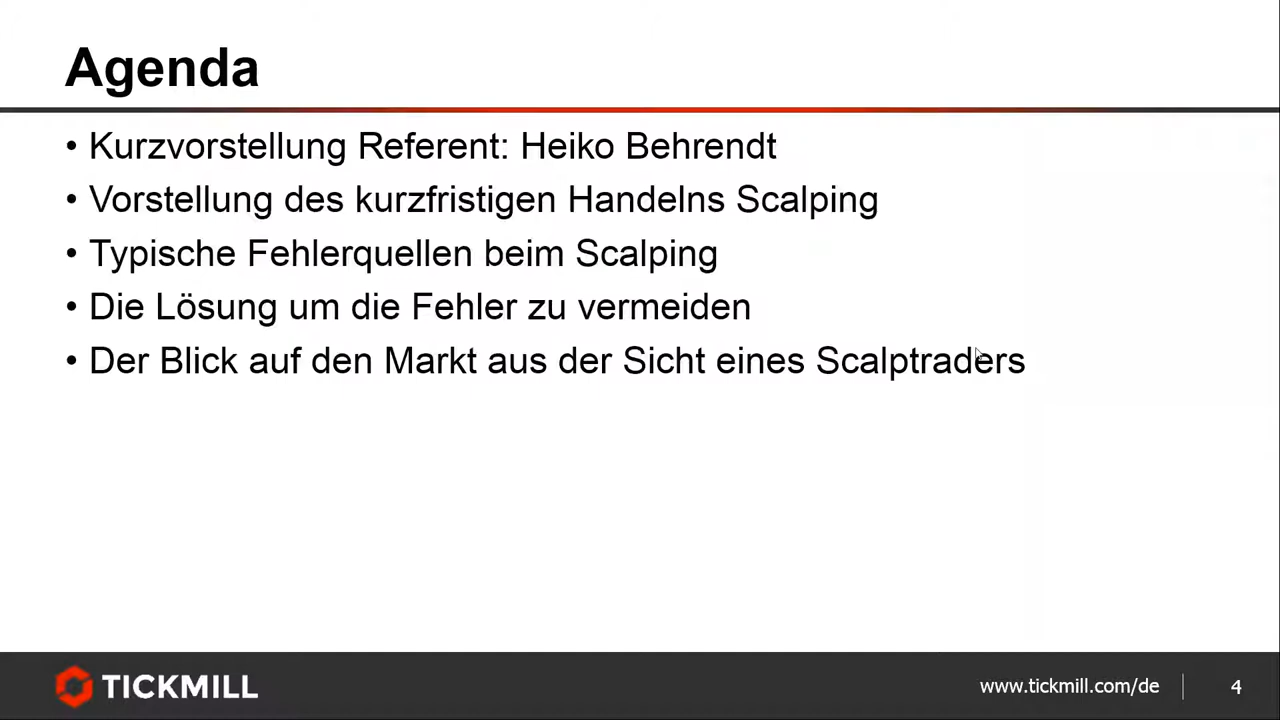 Agenda
• Kurzvorstellung Referent: Heiko Behrendt
• Vorstellung des kurzfristigen Handelns Scalping
• Typische Fehlerquellen beim Scalping
• Die Lösung um die Fehler zu vermeiden
• Der Blick auf den Markt aus der Sicht eines Scalptraders
TICKMILL
www.tickmill.com/de
4